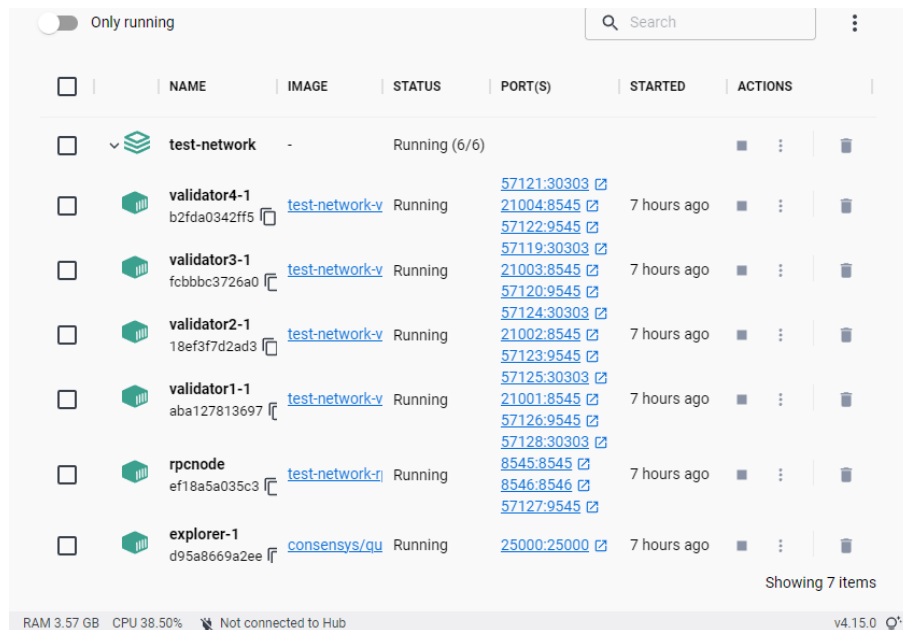 Only running
Search
NAME IMAGE STATUS PORT(S) STARTED ACTIONS
test-network - Running (6/6)
validator4-1
b2fda0342ff5
test-network-v Running
57121:30303
21004:8545
57122:9545
7 hours ago
validator3-1
fcbbbc3726a0
test-network-v Running
57119:30303
21003:8545
57120:9545
7 hours ago
validator2-1
18ef3f7d2ad3
test-network-v Running
57124:30303
21002:8545
57123:9545
7 hours ago
validator1-1
aba127813697
test-network-v Running
57125:30303
21001:8545
57126:9545
7 hours ago
rpcnode
ef18a5a035c3
test-network-r Running
57128:30303
8545:8545
8546:8546
57127:9545
7 hours ago
explorer-1
d95a8669a2ee
consensys/qu Running
25000:25000
7 hours ago
Showing 7 items
RAM 3.57 GB CPU 38.50% Not connected to Hub v4.15.0